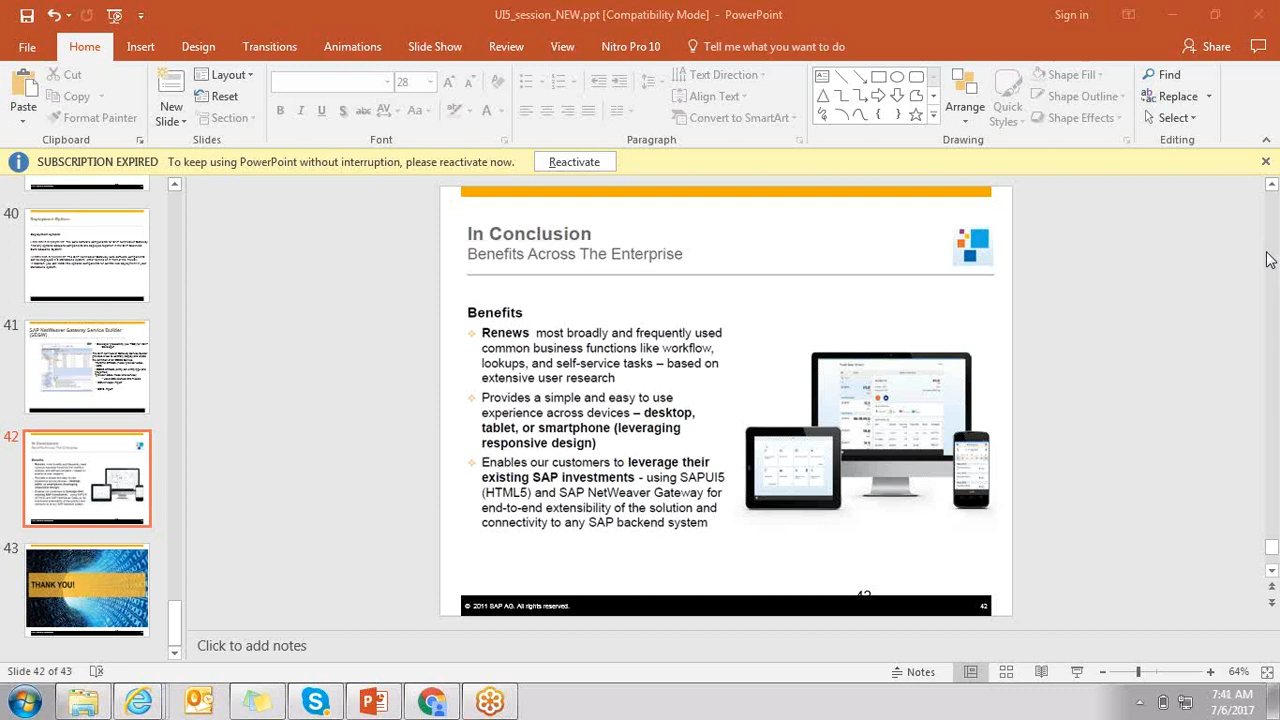 UI5_session_NEW.ppt [Compatibility Mode] - PowerPoint
Sign in
File Home Insert Design Transitions Animations Slide Show Review View Nitro Pro 10 Tell me what you want to do Share
Paste
Cut
Copy
Format Painter
Clipboard
New
Slide
Layout
Reset
Section
Slides
28
Font
Text Direction
Align Text
Convert to SmartArt
Paragraph
Arrange
Quick
Styles
Shape Fill
Shape Outline
Shape Effects
Drawing
Find
Replace
Select
Editing
SUBSCRIPTION EXPIRED To keep using PowerPoint without interruption, please reactivate now. Reactivate
40
41
SAP NetWeaver Gateway Service Builder
42
43
THANK YOU!
In Conclusion
Benefits Across The Enterprise
Benefits
Renews most broadly and frequently used
common business functions like workflow,
lookups, and self-service tasks – based on
extensive user research
Provides a simple and easy to use
experience across devices – desktop,
tablet, or smartphone (leveraging
responsive design)
Enables our customers to leverage their
existing SAP investments - using SAPUI5
(HTML5) and SAP NetWeaver Gateway for
end-to-end extensibility of the solution and
connectivity to any SAP backend system
42
© 2011 SAP AG. All rights reserved. 42
Click to add notes
Slide 42 of 43
Notes
64%
7:41 AM
7/6/2017